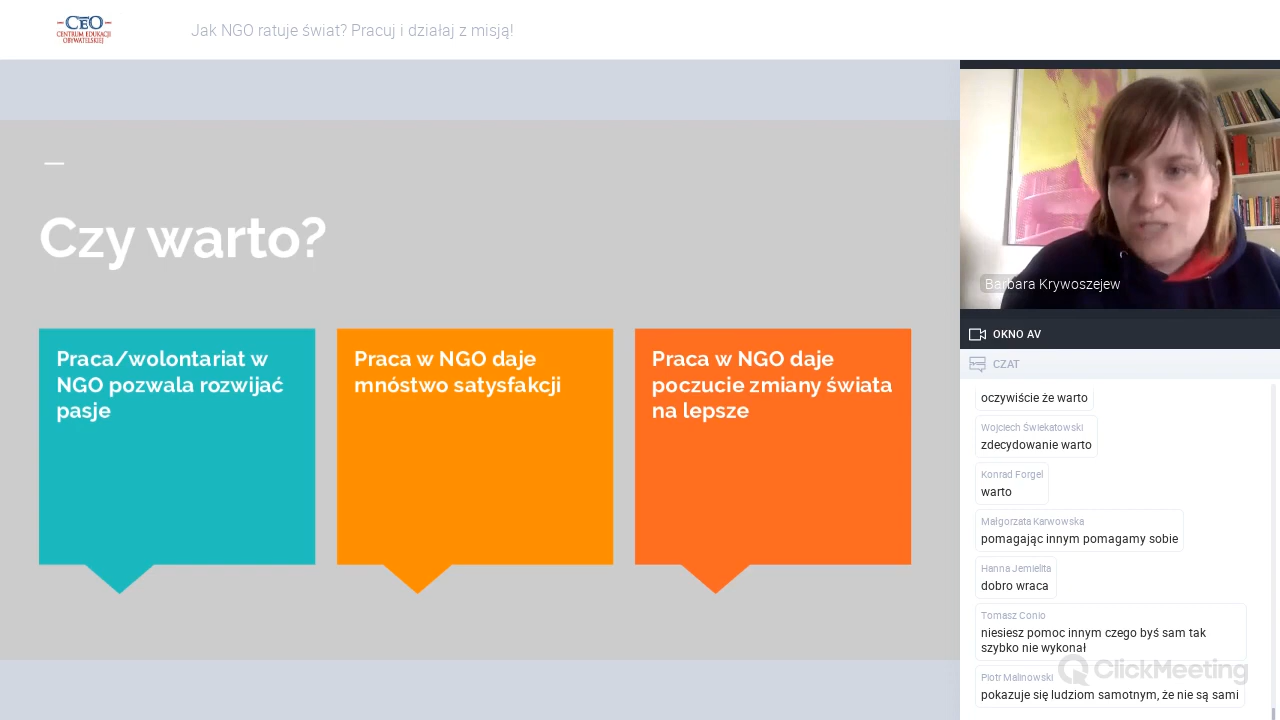 CEO
CENTRUM EDUKACJI
OBYWATELSKIEJ
Jak NGO ratuje świat? Pracuj i działaj z misją!
Czy warto?
Praca/wolontariat w
NGO pozwala rozwijać
pasje
Praca w NGO daje
mnóstwo satysfakcji
Praca w NGO daje
poczucie zmiany świata
na lepsze
Barbara Krywoszejew
OKNO AV
CZAT
oczywiście że warto
Wojciech Świekatowski
zdecydowanie warto
Konrad Forgel
warto
Małgorzata Karwowska
pomagając innym pomagamy sobie
Hanna Jemielita
dobro wraca
Tomasz Conio
niesiesz pomoc innym czego byś sam tak
szybko nie wykonał
ClickMeeting
Piotr Malinowski
pokazuje się ludziom samotnym, że nie są sami